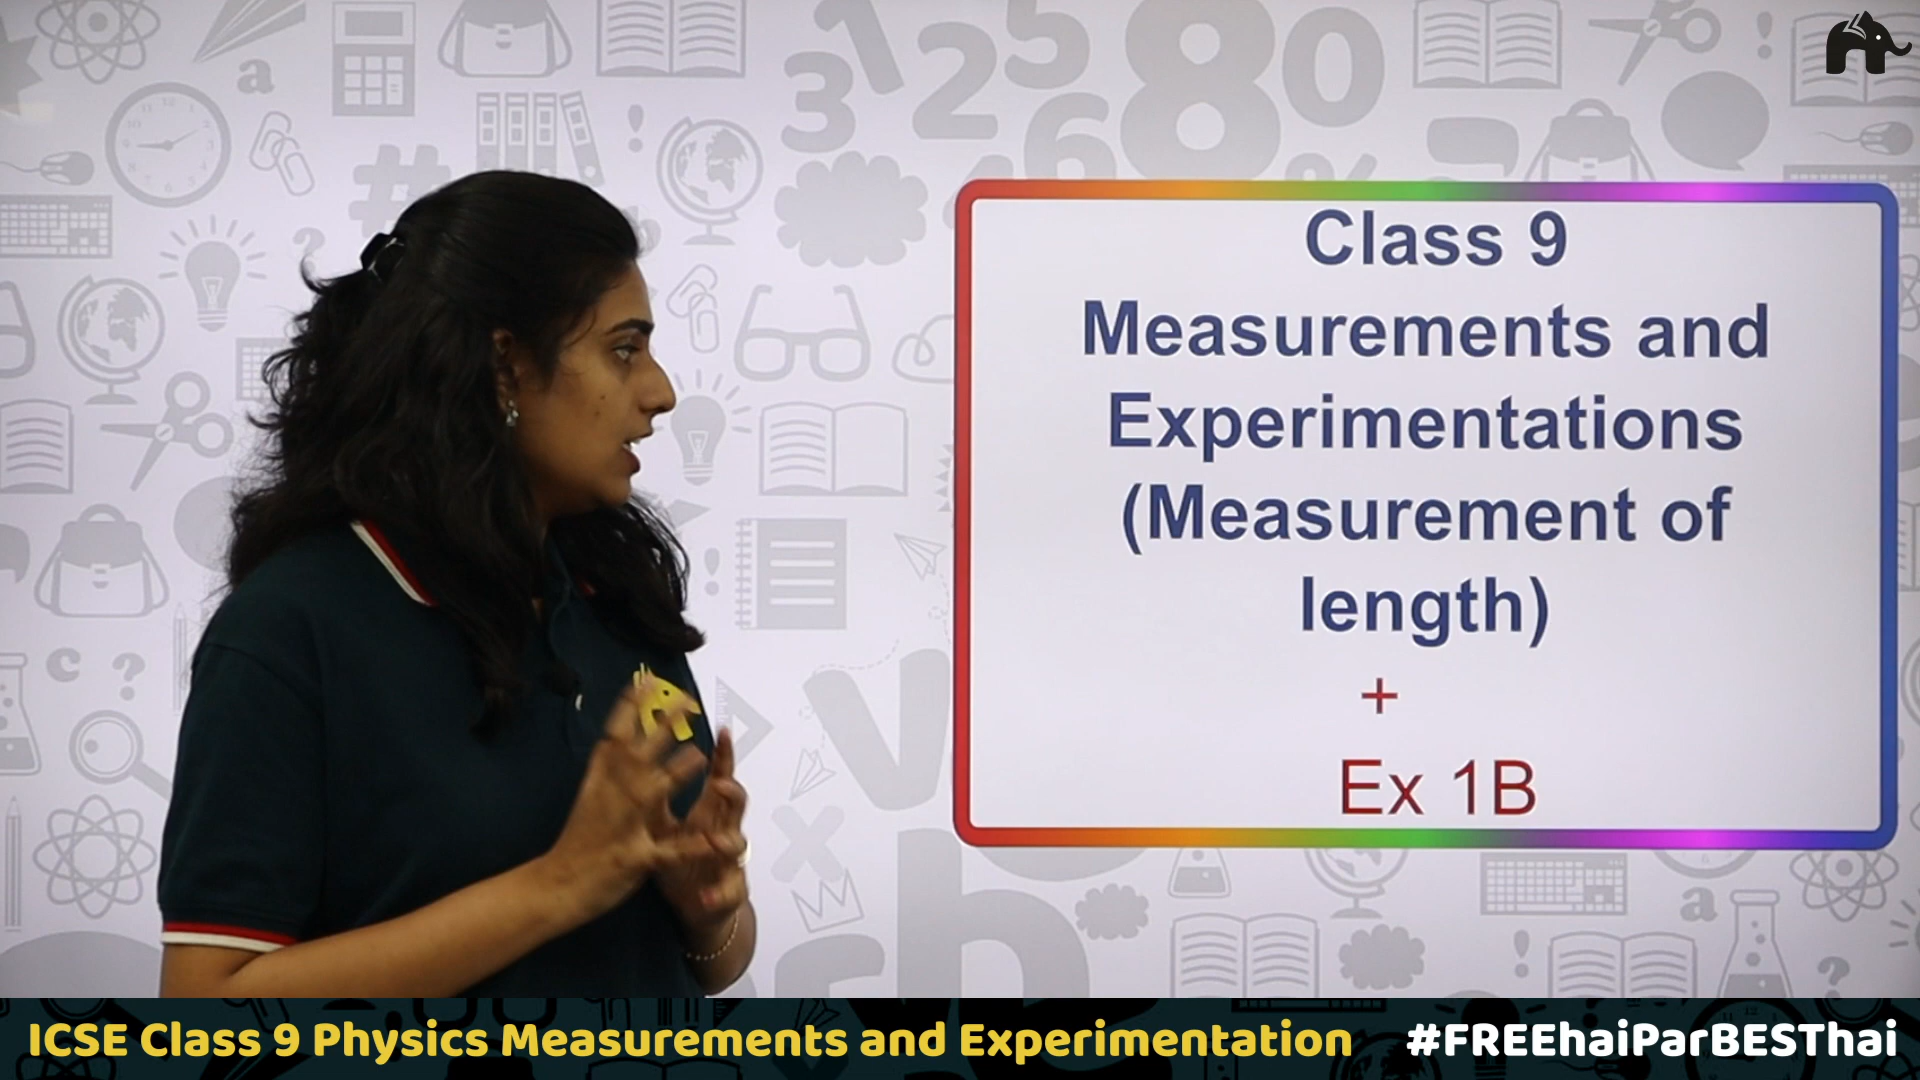 Class 9
Measurements and
Experimentations
(Measurement of
length)
+
Ex 1B
ICSE Class 9 Physics Measurements and Experimentation #FREEhaiParBESThai